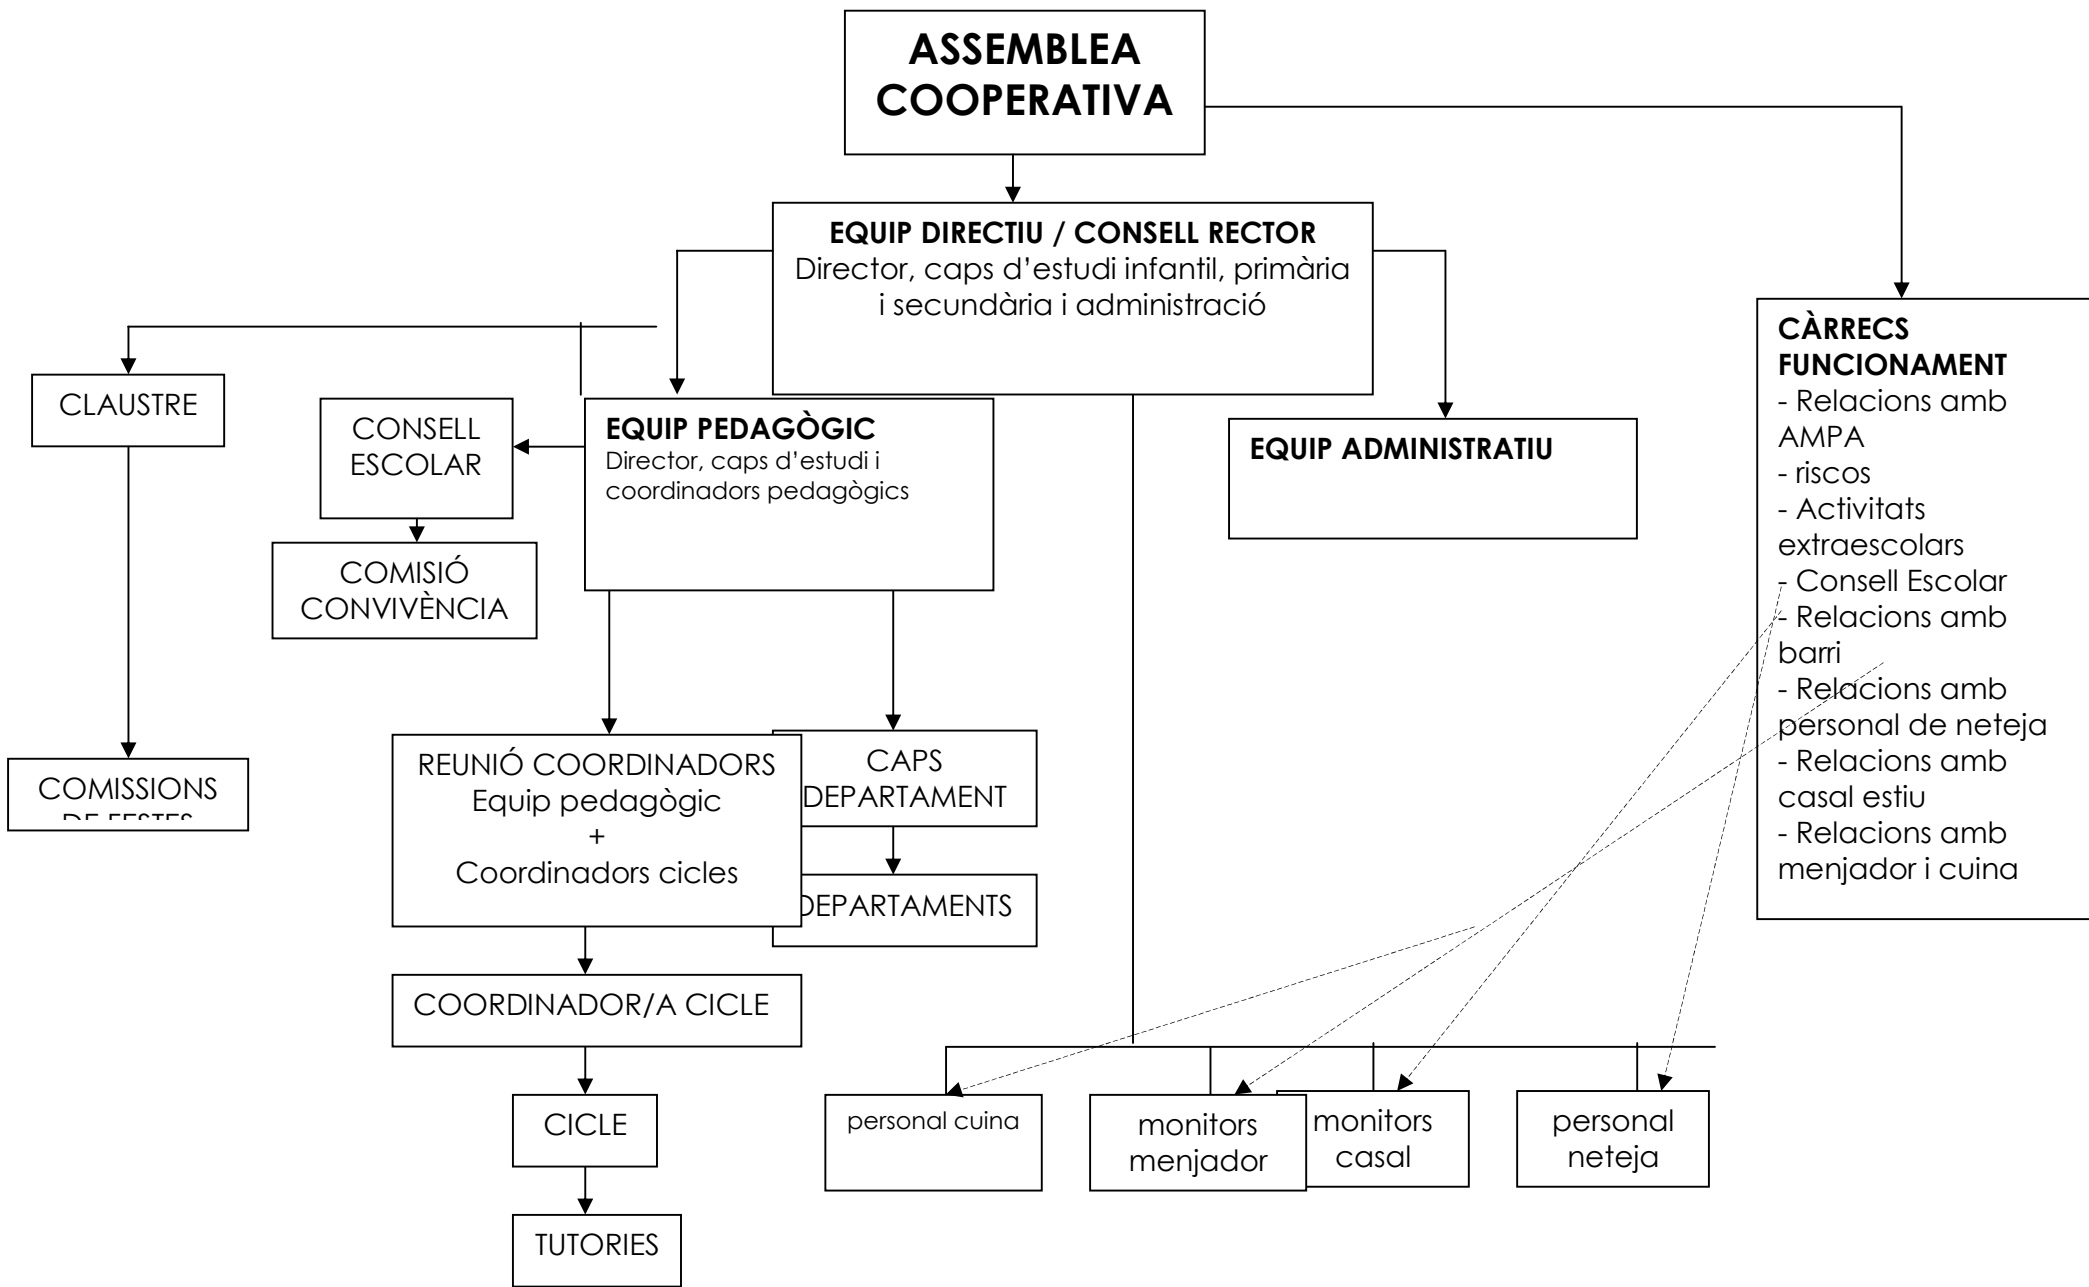 ASSEMBLEA
COOPERATIVA
EQUIP DIRECTIU / CONSELL RECTOR
Director, caps d’estudi infantil, primària
i secundària i administració
CÀRRECS
FUNCIONAMENT
- Relacions amb
AMPA
- riscos
- Activitats
extraescolars
- Consell Escolar
- Relacions amb
barri
- Relacions amb
personal de neteja
- Relacions amb
casal estiu
- Relacions amb
menjador i cuina
CLAUSTRE
CONSELL
ESCOLAR
EQUIP PEDAGÒGIC
Director, caps d’estudi i
coordinadors pedagògics
EQUIP ADMINISTRATIU
COMISIÓ
CONVIVÈNCIA
COMISSIONS
DE FESTES
REUNIÓ COORDINADORS
Equip pedagògic
+
Coordinadors cicles
CAPS
DEPARTAMENT
DEPARTAMENTS
COORDINADOR/A CICLE
CICLE
TUTORIES
personal cuina
monitors
menjador
monitors
casal
personal
neteja